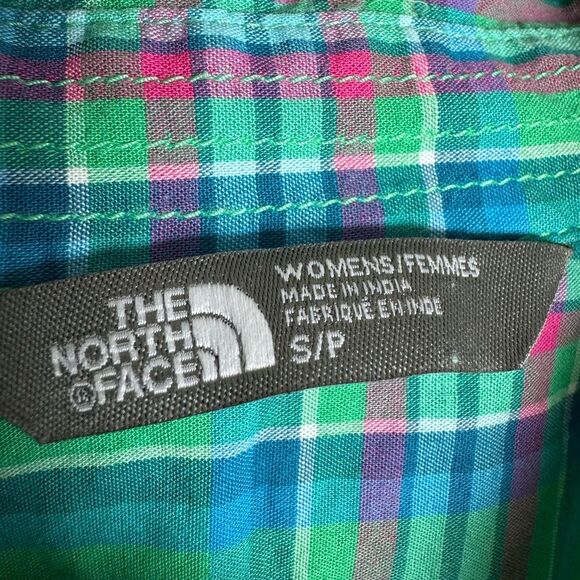 THE
NORTH
®FACE
WOMENS/FEMMES
MADE IN INDIA
FABRIQUÉ EN INDE
S/P